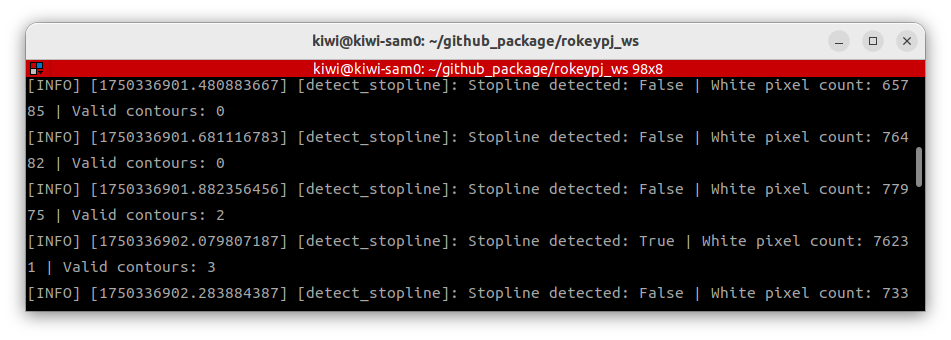 kiwi@kiwi-sam0: ~/github_package/rokeypj_ws
kiwi@kiwi-sam0: ~/github_package/rokeypj_ws 98x8
[INFO] [1750336901.480883667] [detect_stopline]: Stopline detected: False | White pixel count: 657
85 | Valid contours: 0
[INFO] [1750336901.681116783] [detect_stopline]: Stopline detected: False | White pixel count: 764
82 | Valid contours: 0
[INFO] [1750336901.882356456] [detect_stopline]: Stopline detected: False | White pixel count: 779
75 | Valid contours: 2
[INFO] [1750336902.079807187] [detect_stopline]: Stopline detected: True | White pixel count: 7623
1 | Valid contours: 3
[INFO] [1750336902.283884387] [detect_stopline]: Stopline detected: False | White pixel count: 733